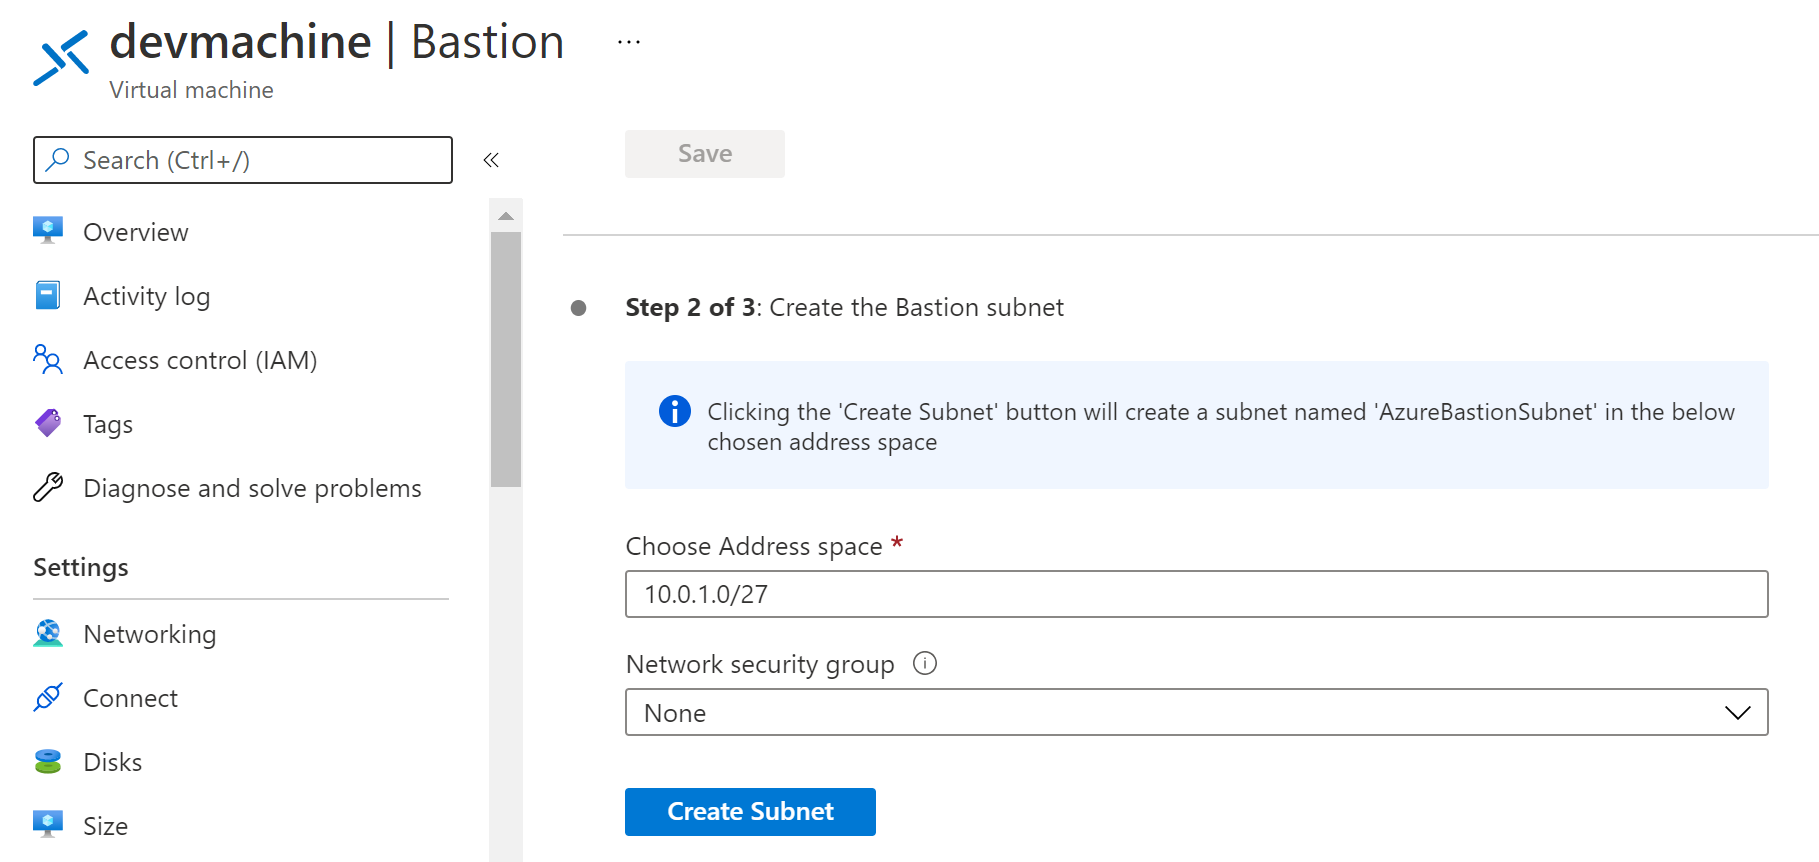 devmachine | Bastion ...
Virtual machine
Search (Ctrl+/)
«
Overview
Activity log
Access control (IAM)
Tags
Diagnose and solve problems
Settings
Networking
Connect
Disks
Size
Save
Step 2 of 3: Create the Bastion subnet
Clicking the 'Create Subnet' button will create a subnet named 'AzureBastionSubnet' in the below
chosen address space
Choose Address space *
10.0.1.0/27
Network security group
None
Create Subnet